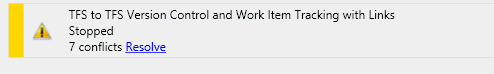 TFS to TFS Version Control and Work Item Tracking with Links
Stopped
7 conflicts Resolve